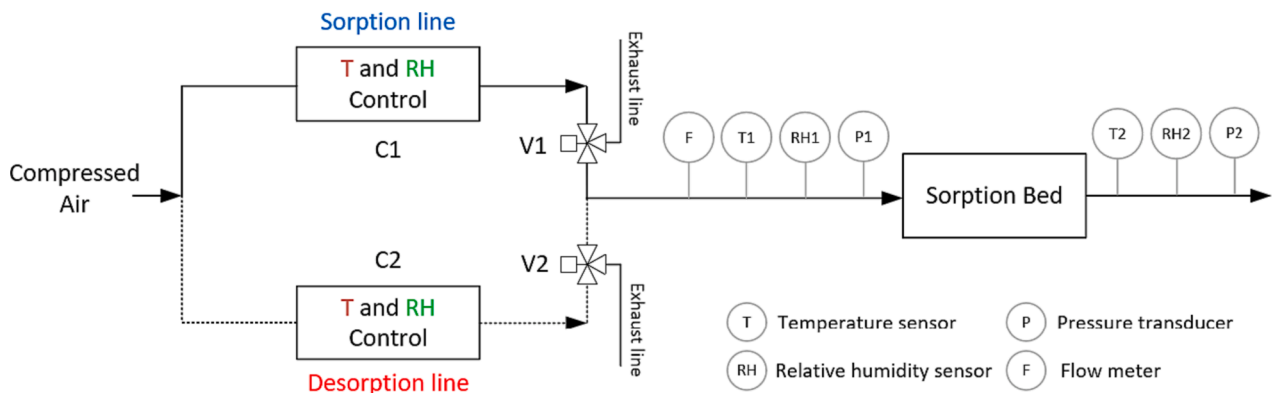 Sorption line
T and RH
Control
C1
V1
Exhaust line
Compressed
Air
F
T1
RH1
P1
Sorption Bed
T2
RH2
P2
C2
V2
Exhaust line
T and RH
Control
Desorption line
T Temperature sensor
P Pressure transducer
RH Relative humidity sensor
F Flow meter